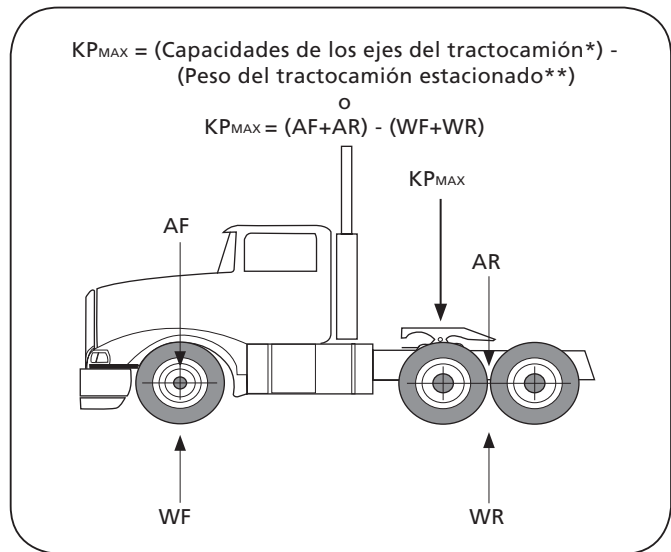 KPMAX = (Capacidades de los ejes del tractocamión*) -
(Peso del tractocamión estacionado**)
o
KPMAX = (AF+AR) - (WF+WR)
KPMAX
AF
AR
WF
WR